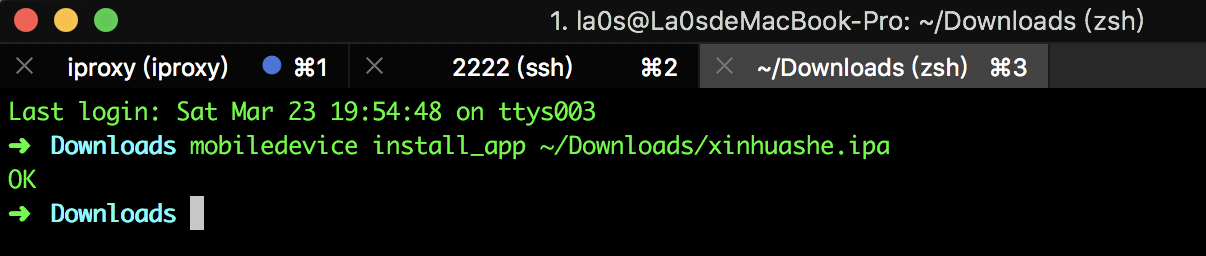 1. la0s@La0sdeMacBook-Pro: ~/Downloads (zsh)
iproxy (iproxy) ⌘1 2222 (ssh) ⌘2 ~/Downloads (zsh) ⌘3
Last login: Sat Mar 23 19:54:48 on ttys003
➜ Downloads mobiledevice install_app ~/Downloads/xinhuashe.ipa
OK
➜ Downloads